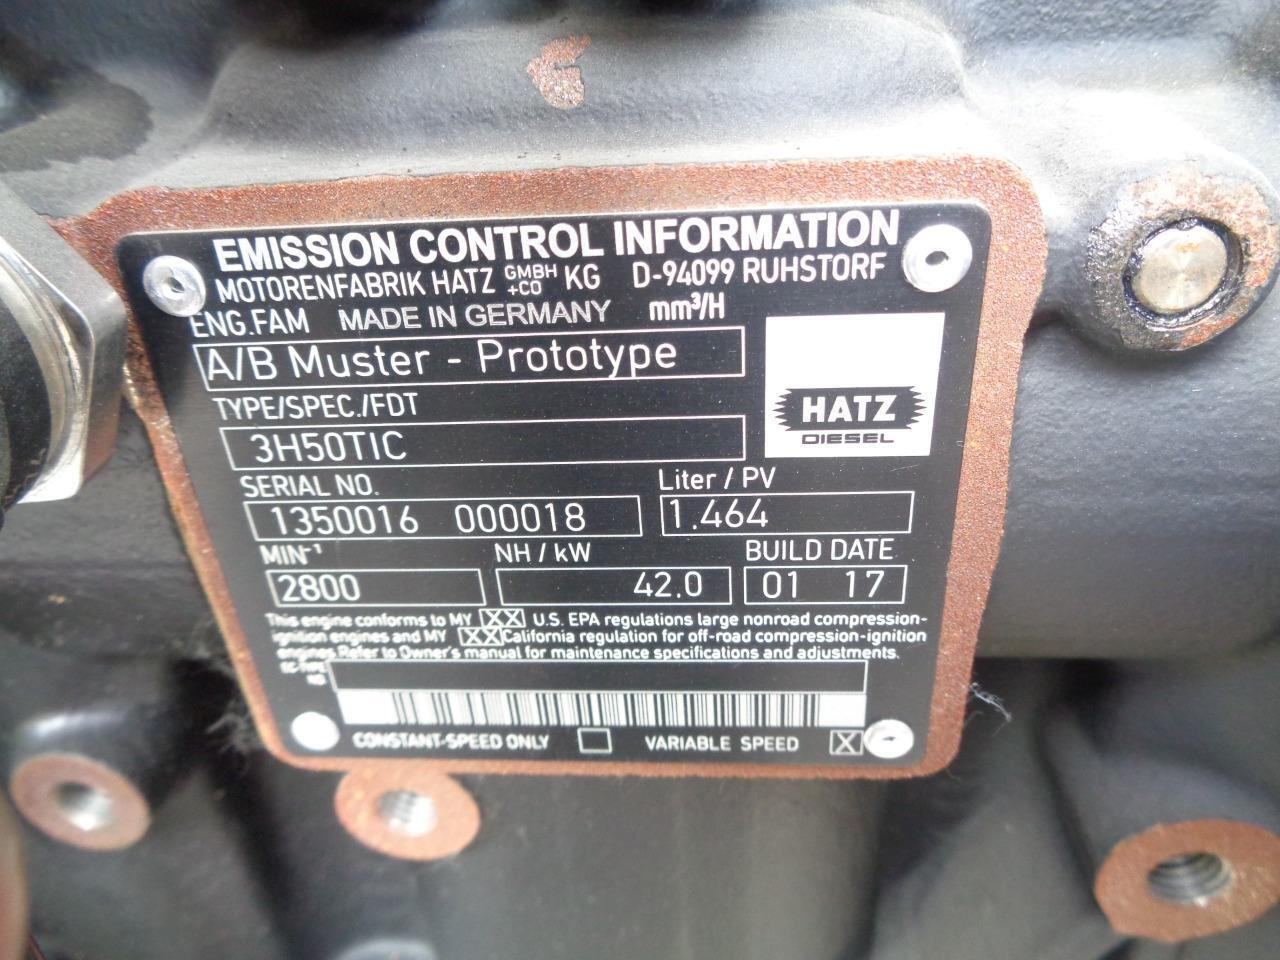 EMISSION CONTROL INFORMATION
MOTORENFABRIK HATZ GMBH +CO KG D-94099 RUHSTORF
ENG.FAM MADE IN GERMANY mm³/H
A/B Muster - Prototype
HATZ
DIESEL
TYPE/SPEC./FDT
3H50TIC
SERIAL NO. Liter / PV
1350016 000018 1.464
MIN-¹ NH / kW BUILD DATE
2800 42.0 01 17
This engine conforms to MY XX U.S. EPA regulations large nonroad compression-
ignition engines and MY XX California regulation for off-road compression-ignition
engines. Refer to Owner's manual for maintenance specifications and adjustments.
EC-TYPE
NO
CONSTANT-SPEED ONLY VARIABLE SPEED X